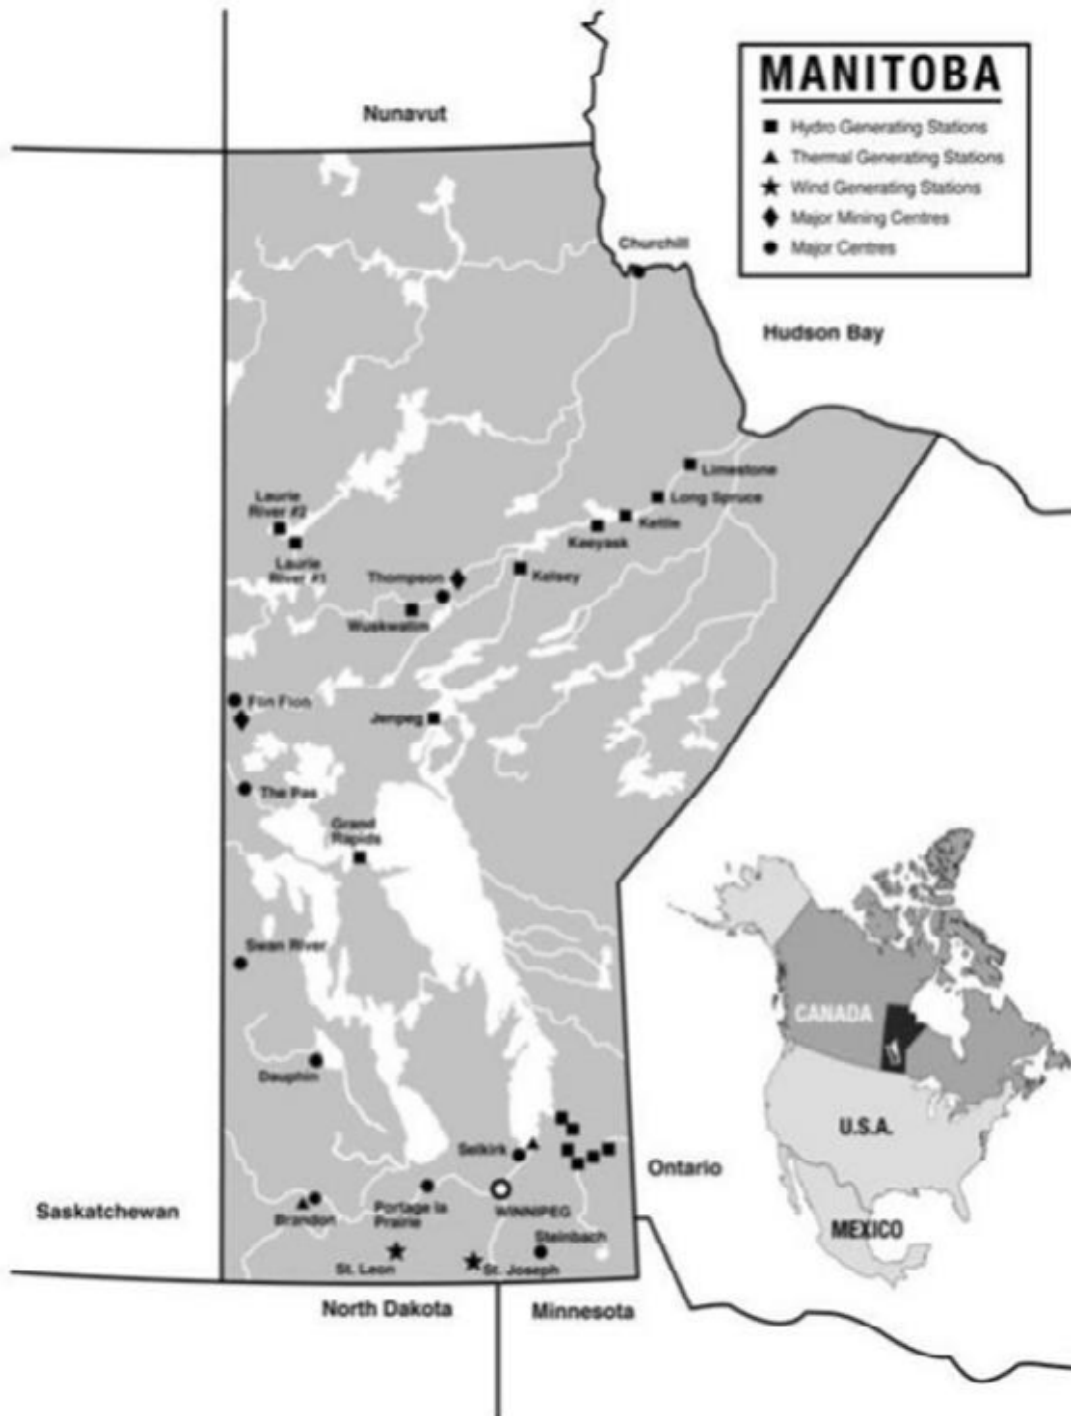 Nunavut
MANITOBA
Hydro Generating Stations
Thermal Generating Stations
Wind Generating Stations
Major Mining Centres
Major Centres
Churchill
Hudson Bay
Limestone
Long Spruce
Kettle
Keeyask
Laurie
River #2
Laurie
River #1
Thompson
Kelsey
Wuskwatim
Flin Flon
Jenpeg
The Pas
Grand
Rapids
Swan River
CANADA
Dauphin
U.S.A.
Selkirk
Ontario
Saskatchewan
Brandon
Portage la
Prairie
WINNIPEG
MEXICO
Steinbach
St. Leon
St. Joseph
North Dakota
Minnesota